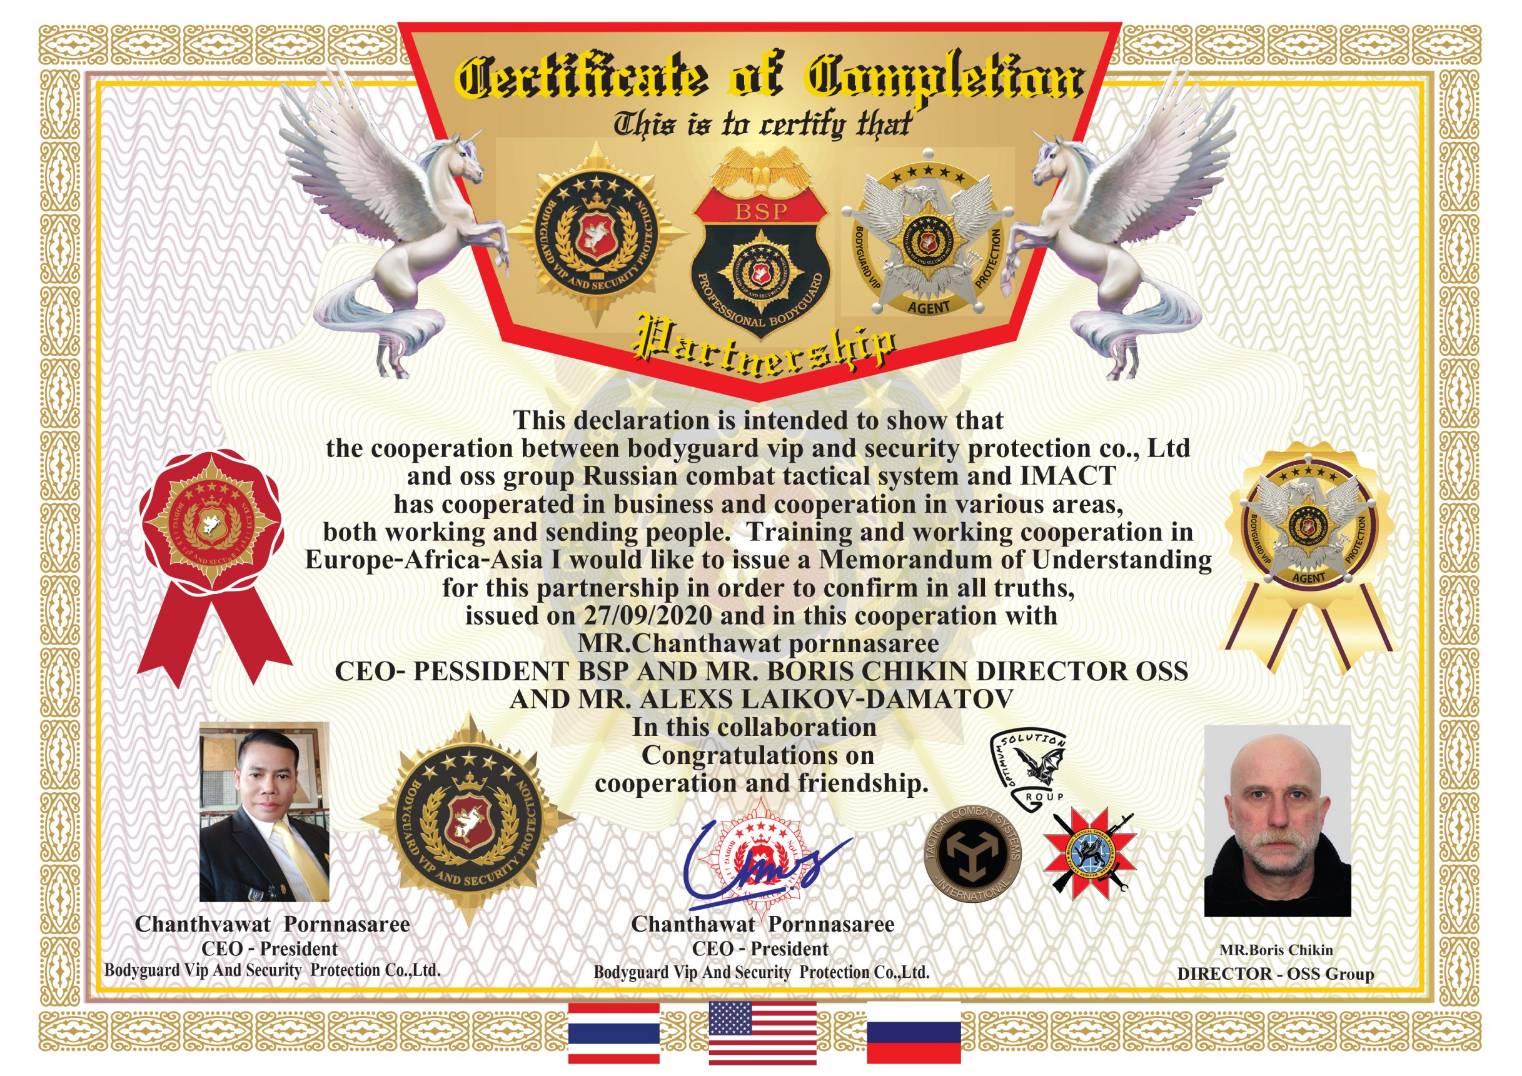 Certificate of Completion
This is to certify that
BODYGUARD VIP AND SECURITY PROTECTION
BSP
PROFESSIONAL BODYGUARD
BODYGUARD VIP
PROTECTION
AGENT
Partnership
This declaration is intended to show that
the cooperation between bodyguard vip and security protection co., Ltd
and oss group Russian combat tactical system and IMACT
has cooperated in business and cooperation in various areas,
both working and sending people. Training and working cooperation in
Europe-Africa-Asia I would like to issue a Memorandum of Understanding
for this partnership in order to confirm in all truths,
issued on 27/09/2020 and in this cooperation with
MR.Chanthawat pornnasaree
CEO- PESSIDENT BSP AND MR. BORIS CHIKIN DIRECTOR OSS
AND MR. ALEXS LAIKOV-DAMATOV
In this collaboration
Congratulations on
cooperation and friendship.
BODYGUARD VIP
PROTECTION
AGENT
BODYGUARD VIP AND SECURITY PROTECTION
OPTIMUM SOLUTION GROUP
TACTICAL COMBAT SYSTEMS
INTERNATIONAL
Chanthvawat Pornnasaree
CEO - President
Bodyguard Vip And Security Protection Co.,Ltd.
Chanthawat Pornnasaree
CEO - President
Bodyguard Vip And Security Protection Co.,Ltd.
MR.Boris Chikin
DIRECTOR - OSS Group